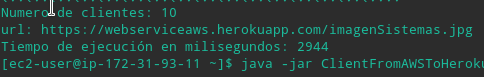 Numero de clientes: 10
url: https://webserviceaws.herokuapp.com/imagenSistemas.jpg
Tiempo de ejecución en milisegundos: 2944
[ec2-user@ip-172-31-93-11 ~]$ java -jar ClientFromAWSToHeroku